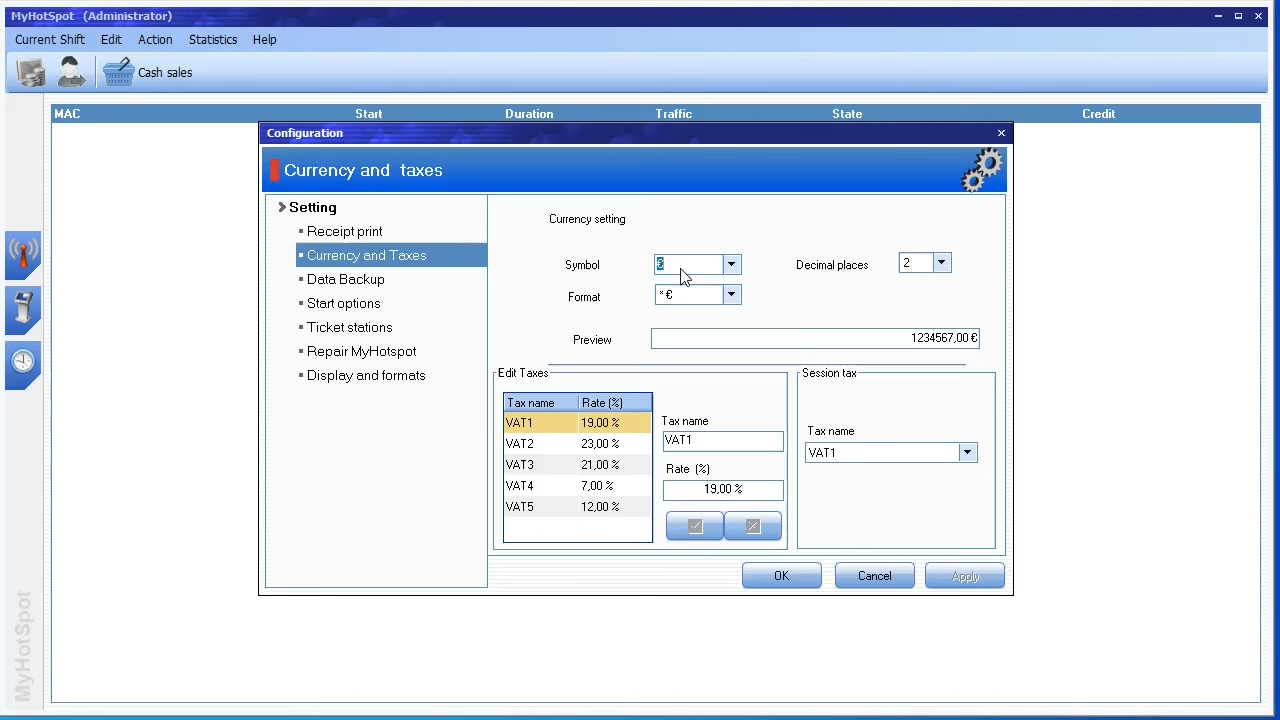 MyHotSpot (Administrator)
Current Shift Edit Action Statistics Help
Cash sales
MAC Start Duration Traffic State Credit
Configuration
Currency and taxes
Setting
Receipt print
Currency and Taxes
Data Backup
Start options
Ticket stations
Repair MyHotspot
Display and formats
Currency setting
Symbol € Decimal places 2
Format * €
Preview 1234567,00 €
Edit Taxes
Tax name Rate (%)
VAT1 19,00 %
VAT2 23,00 %
VAT3 21,00 %
VAT4 7,00 %
VAT5 12,00 %
Tax name
VAT1
Rate (%)
19,00 %
Session tax
Tax name
VAT1
OK Cancel Apply
MyHotSpot